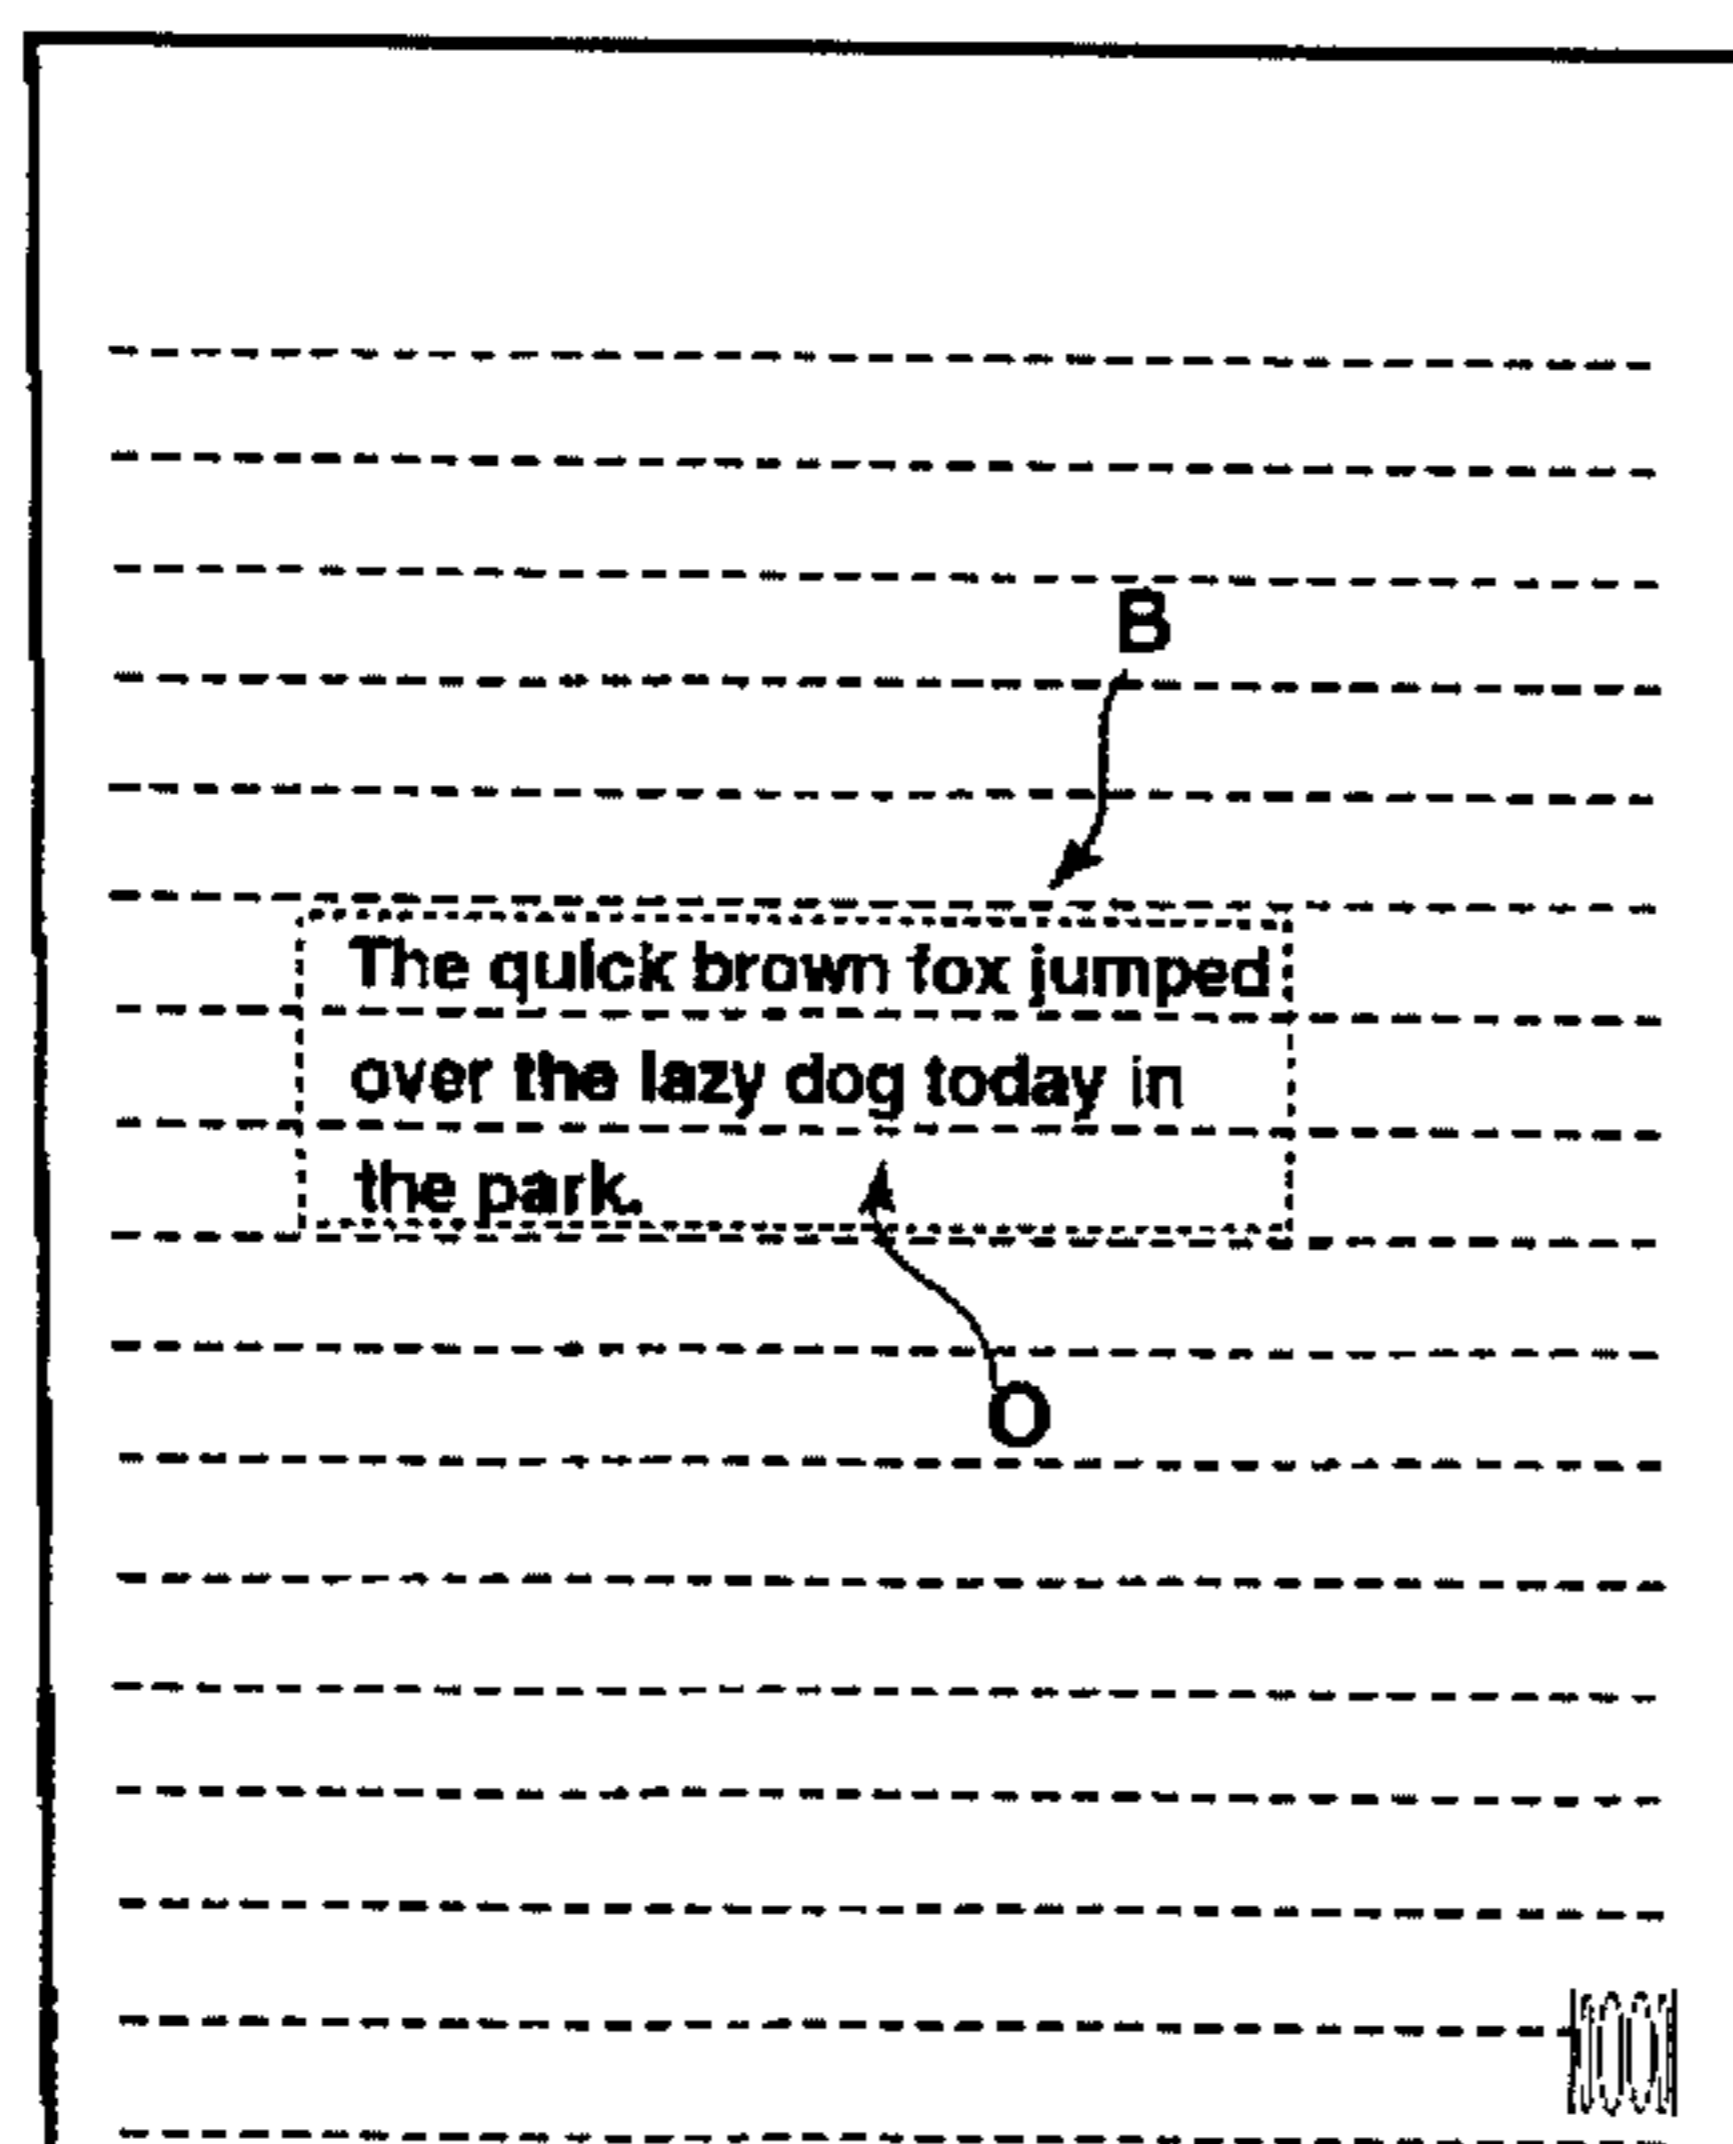 B
The quick brown fox jumped
over the lazy dog today in
the park.
O